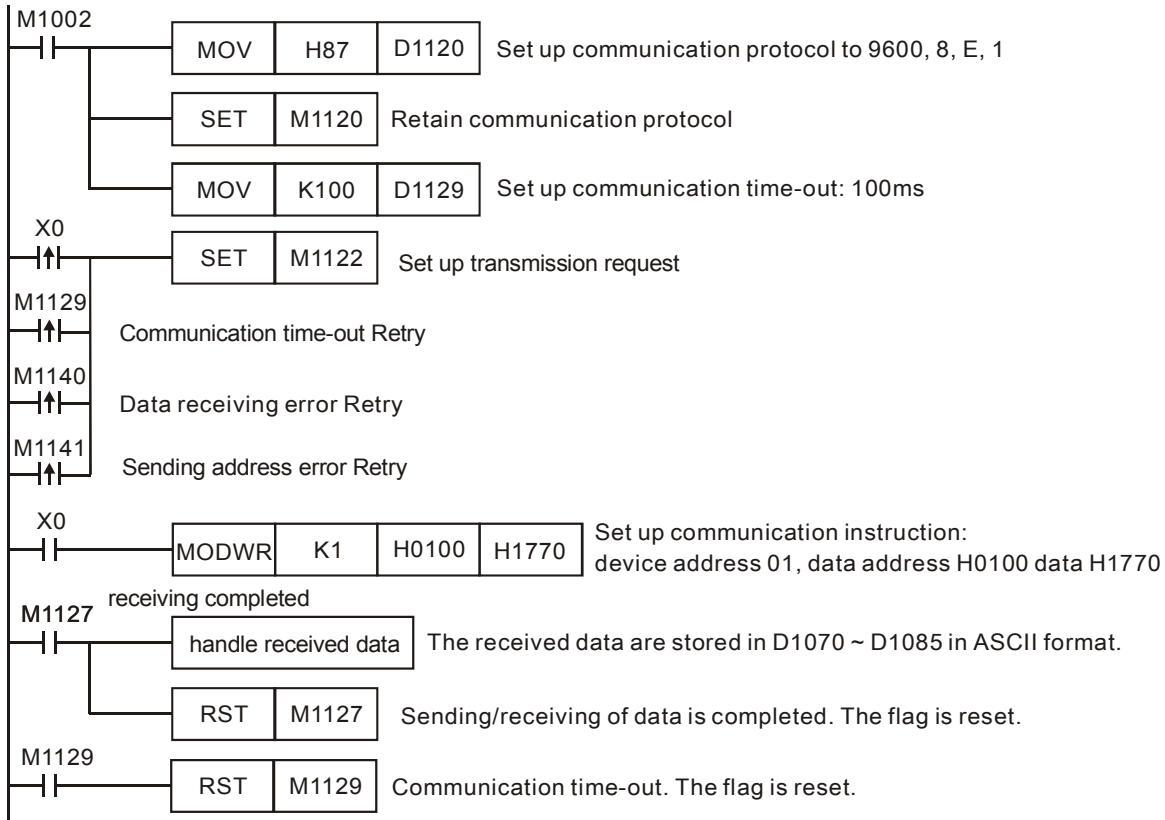 M1002
MOV H87 D1120 Set up communication protocol to 9600, 8, E, 1
SET M1120 Retain communication protocol
MOV K100 D1129 Set up communication time-out: 100ms
X0
SET M1122 Set up transmission request
M1129
Communication time-out Retry
M1140
Data receiving error Retry
M1141
Sending address error Retry
X0
MODWR K1 H0100 H1770 Set up communication instruction:
device address 01, data address H0100 data H1770
receiving completed
M1127
handle received data The received data are stored in D1070 ~ D1085 in ASCII format.
RST M1127 Sending/receiving of data is completed. The flag is reset.
M1129
RST M1129 Communication time-out. The flag is reset.